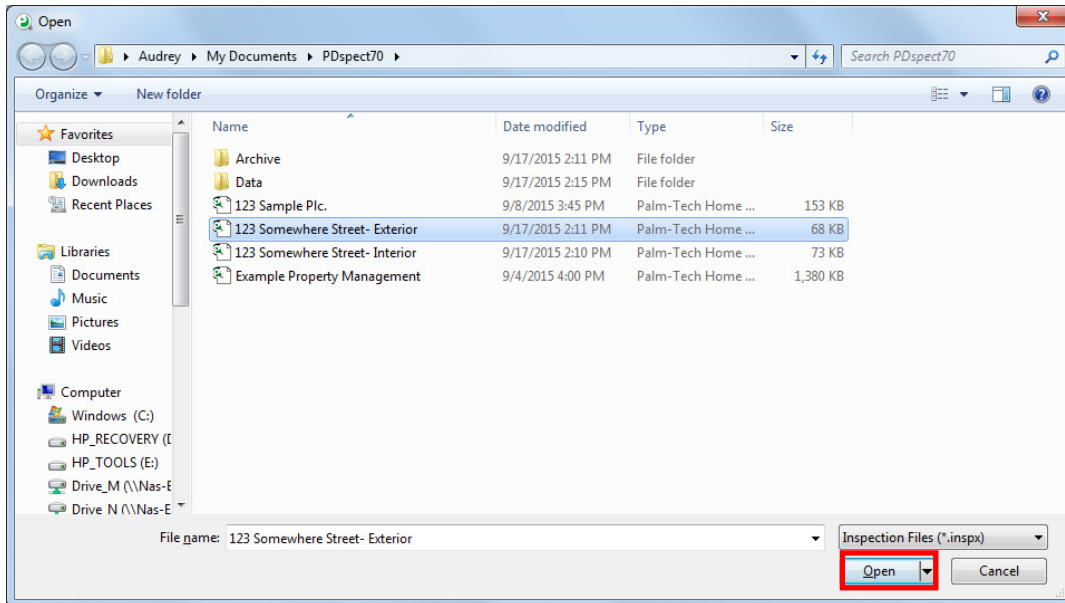 Open
Audrey ▸ My Documents ▸ PDspect70 ▸
Search PDspect70
Organize New folder
Name Date modified Type Size
Favorites
Desktop
Downloads
Recent Places
Libraries
Documents
Music
Pictures
Videos
Computer
Windows (C:)
HP_RECOVERY (D
HP_TOOLS (E:)
Drive_M (\\Nas-E
Drive_N (\\Nas-E
Archive 9/17/2015 2:11 PM File folder
Data 9/17/2015 2:15 PM File folder
123 Sample Plc. 9/8/2015 3:45 PM Palm-Tech Home ... 153 KB
123 Somewhere Street- Exterior 9/17/2015 2:11 PM Palm-Tech Home ... 68 KB
123 Somewhere Street- Interior 9/17/2015 2:10 PM Palm-Tech Home ... 73 KB
Example Property Management 9/4/2015 4:00 PM Palm-Tech Home ... 1,380 KB
File name: 123 Somewhere Street- Exterior
Inspection Files (*.inspx)
Open Cancel